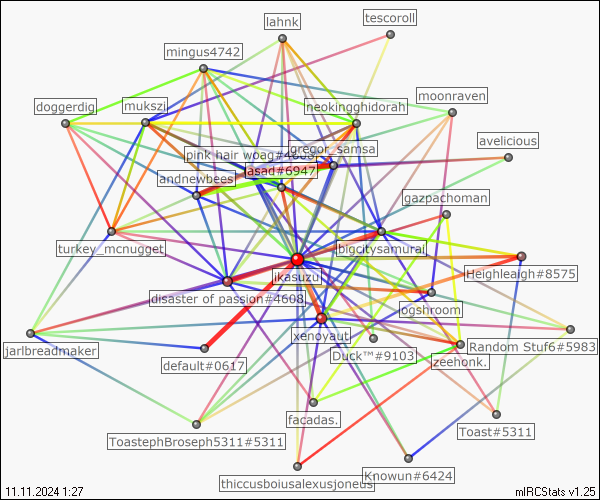 tescoroll
lahnk
mingus4742
moonraven
doggerdig
mukszi
neokingghidorah
avelicious
gregor_samsa
pink hair woag#4809
lasad#6947
andnewbees
gazpachoman
turkey_mcnugget
bigcitysamurai
ikasuzu
Heighleaigh#8575
disaster of passion#4608
ogshroom
xenoyaut
jarlbreadmaker
default#0617
Duck™#9103
zeehonk.
Random Stuf6#5983
facadas.
ToastephBroseph5311#5311
Toast#5311
thiccusboiusalexusjoneus
Knowun#6424
11.11.2024 1:27
mIRCStats v1.25